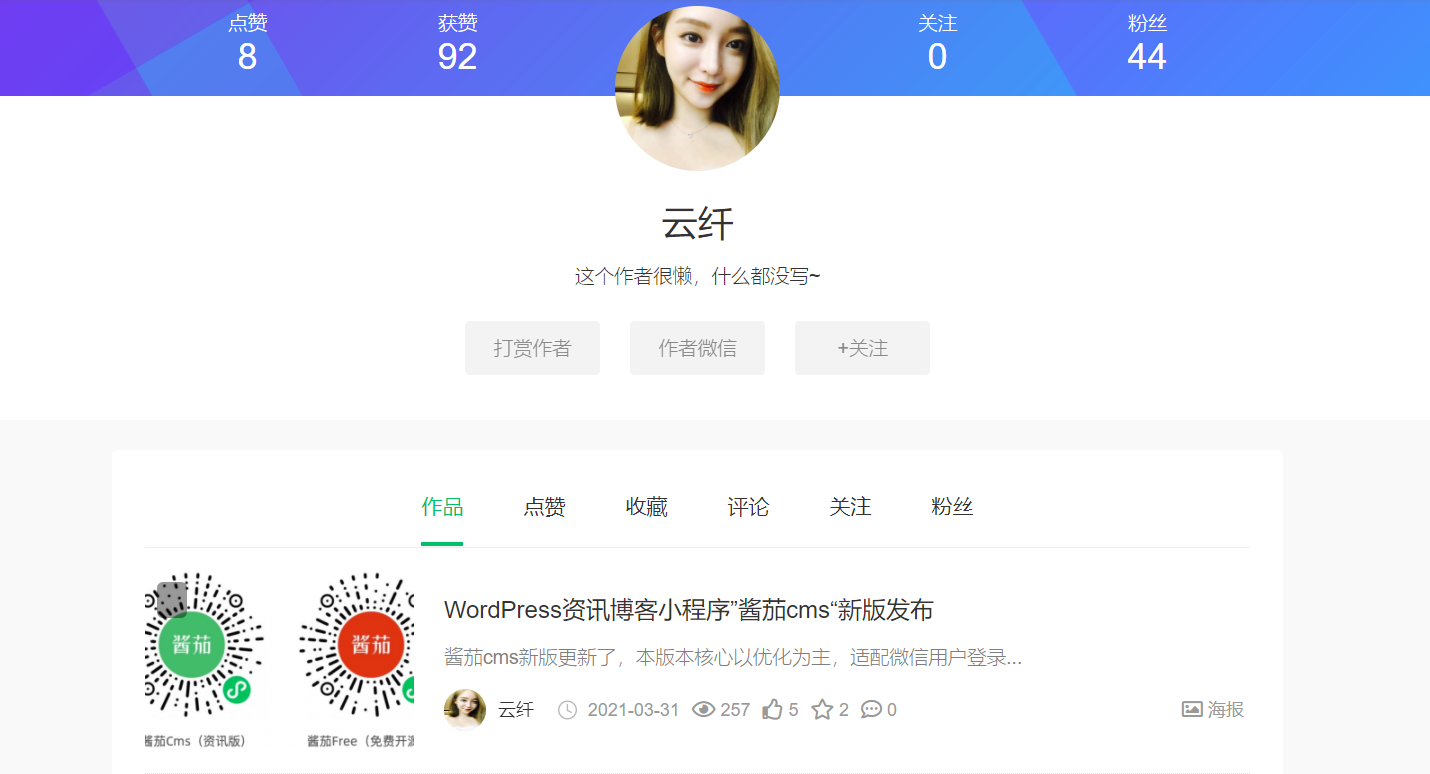 点赞 获赞 关注 粉丝
8 92 0 44
云纤
这个作者很懒，什么都没写~
打赏作者 作者微信 +关注
作品 点赞 收藏 评论 关注 粉丝
酱茄 酱茄
酱茄Cms（资讯版） 酱茄Free（免费开源
WordPress资讯博客小程序”酱茄cms“新版发布
酱茄cms新版更新了，本版本核心以优化为主，适配微信用户登录...
云纤 2021-03-31 257 5 2 0 海报